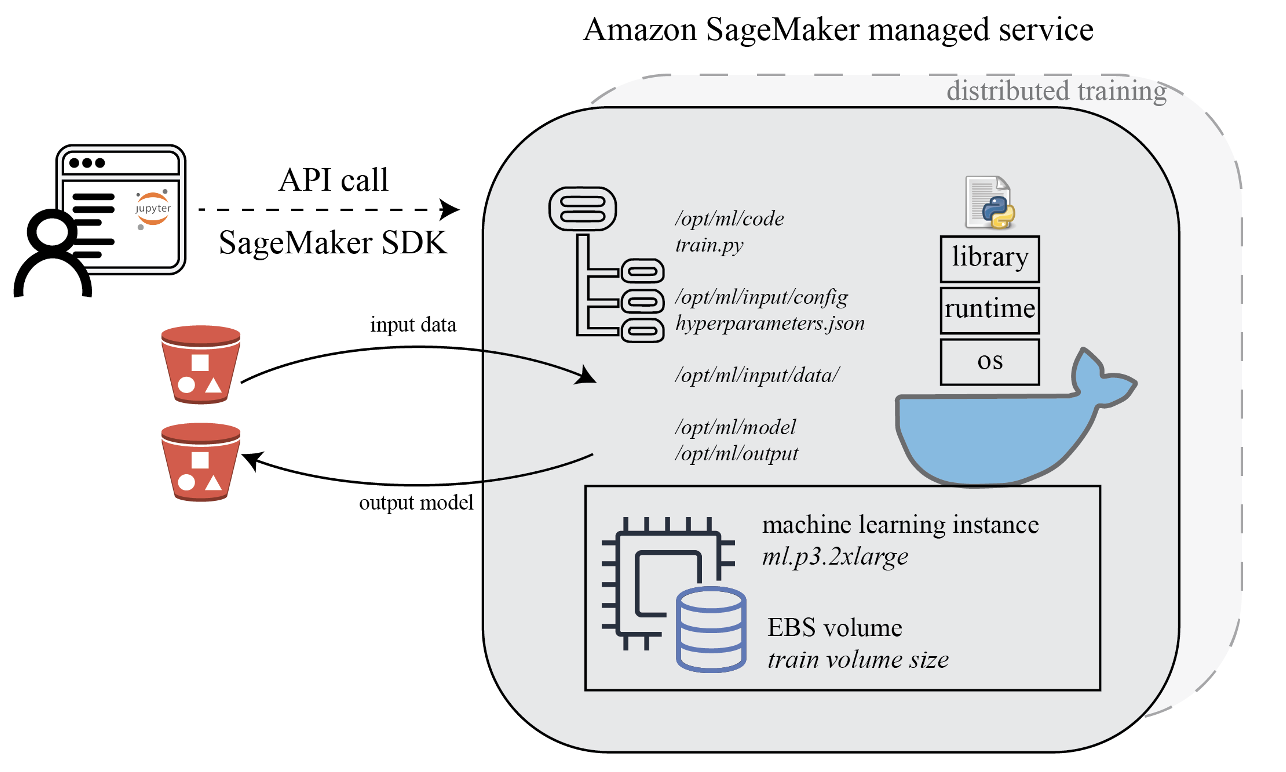 Amazon SageMaker managed service
distributed training
API call
SageMaker SDK
jupyter
input data
output model
/opt/ml/code
train.py
/opt/ml/input/config
hyperparameters.json
/opt/ml/input/data/
/opt/ml/model
/opt/ml/output
library
runtime
os
machine learning instance
ml.p3.2xlarge
EBS volume
train volume size